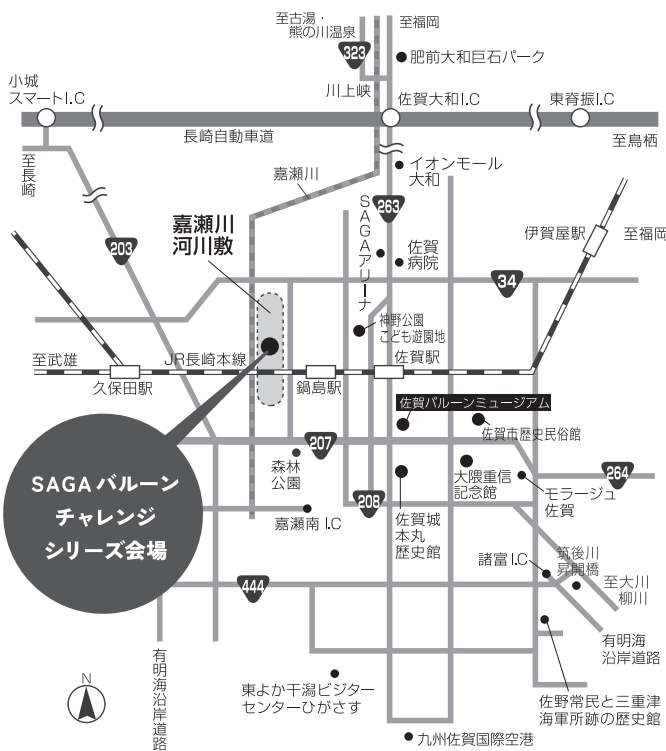 至古湯・
熊の川温泉
至福岡
323
肥前大和巨石パーク
小城
スマートI.C
川上峡
佐賀大和I.C
東脊振I.C
長崎自動車道
至鳥栖
至長崎
嘉瀬川
イオンモール
大和
263
203
嘉瀬川
河川敷
SAGAアリーナ
佐賀
病院
伊賀屋駅
至福岡
34
神野公園
こども遊園地
至武雄
JR長崎本線
佐賀駅
久保田駅
鍋島駅
佐賀バルーンミュージアム
佐賀市歴史民俗館
207
264
SAGAバルーン
チャレンジ
シリーズ会場
森林
公園
大隈重信
記念館
モラージュ
佐賀
208
嘉瀬南I.C
佐賀城
本丸
歴史館
諸富I.C
筑後川
昇開橋
至大川
柳川
444
有明海
沿岸道路
有明海沿岸道路
N
東よか干潟ビジター
センターひがさす
佐野常民と三重津
海軍所跡の歴史館
九州佐賀国際空港